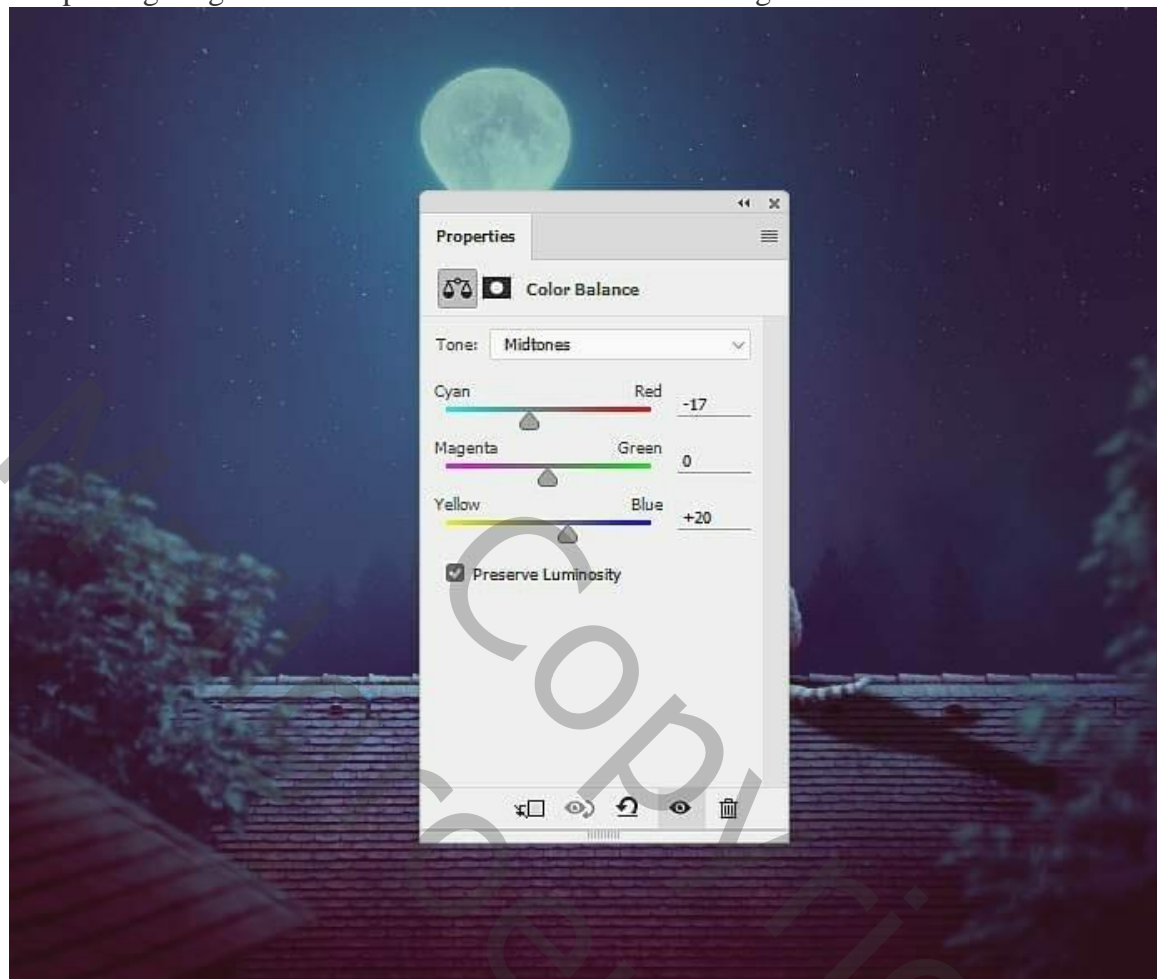 Properties
Color Balance
Tone: Midtones
Cyan Red -17
Magenta Green 0
Yellow Blue +20
Preserve Luminosity